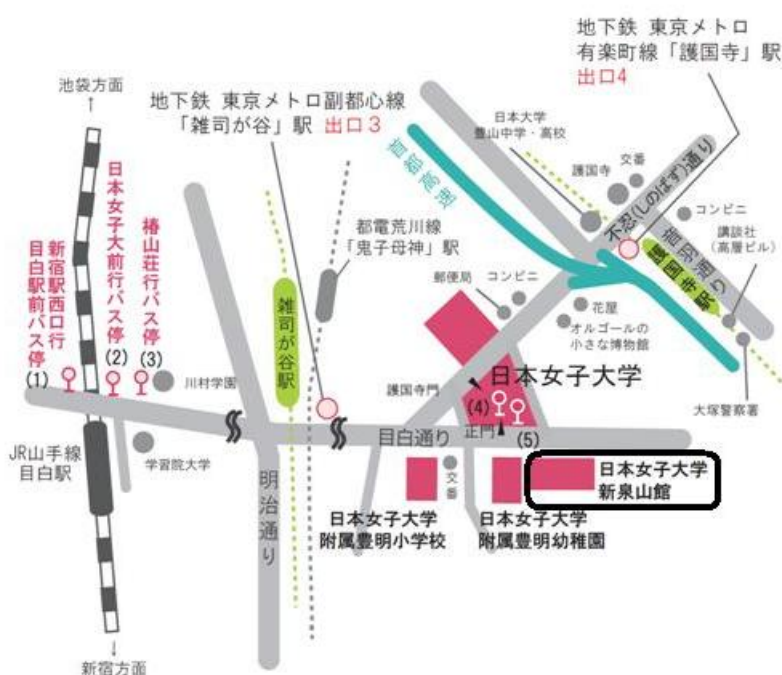 地下鉄 東京メトロ
有楽町線「護国寺」駅
出口4
池袋方面
地下鉄 東京メトロ副都心線
「雑司が谷」駅 出口3
日本大学
豊山中学・高校
護国寺
交番
不忍(しのばず)通り
コンビニ
講談社
(高層ビル)
首都高速
音羽通り
護国寺駅
都電荒川線
「鬼子母神」駅
新宿駅西口行
目白駅前バス停
(1)
日本女子大前行バス停
(2)
椿山荘行バス停
(3)
川村学園
雑司が谷駅
郵便局
コンビニ
花屋
オルゴールの
小さな博物館
大塚警察署
護国寺門
日本女子大学
(4)
正門
(5)
目白通り
JR山手線
目白駅
学習院大学
明治通り
交番
日本女子大学
附属豊明小学校
日本女子大学
附属豊明幼稚園
日本女子大学
新泉山館
新宿方面